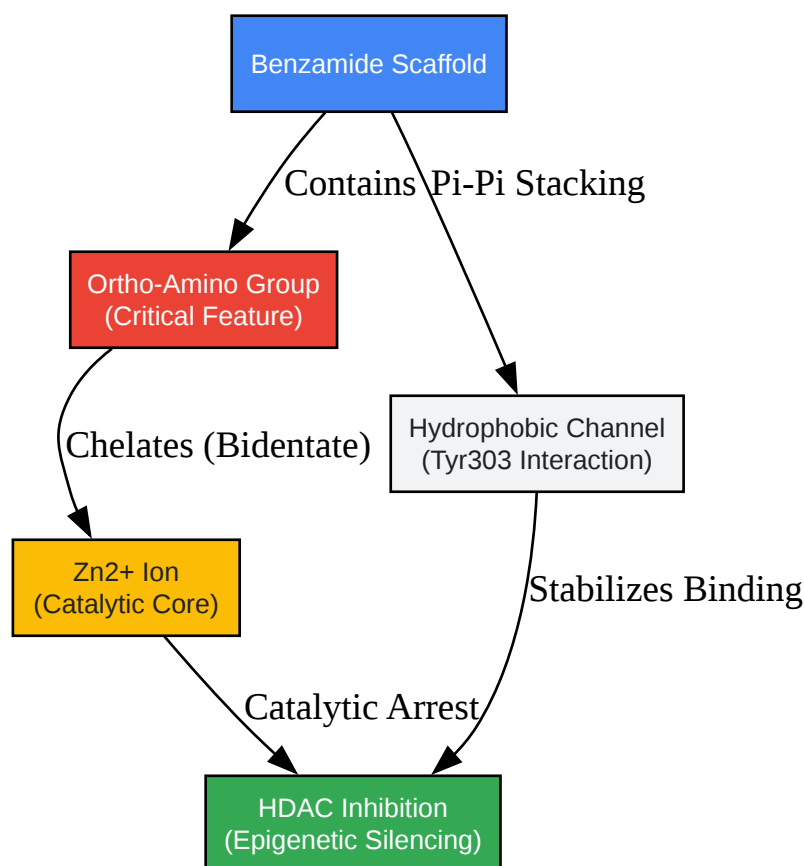 Benzamide Scaffold
Contains
Pi-Pi Stacking
Ortho-Amino Group
(Critical Feature)
Hydrophobic Channel
(Tyr303 Interaction)
Chelates (Bidentate)
Zn2+ Ion
(Catalytic Core)
Stabilizes Binding
Catalytic Arrest
HDAC Inhibition
(Epigenetic Silencing)